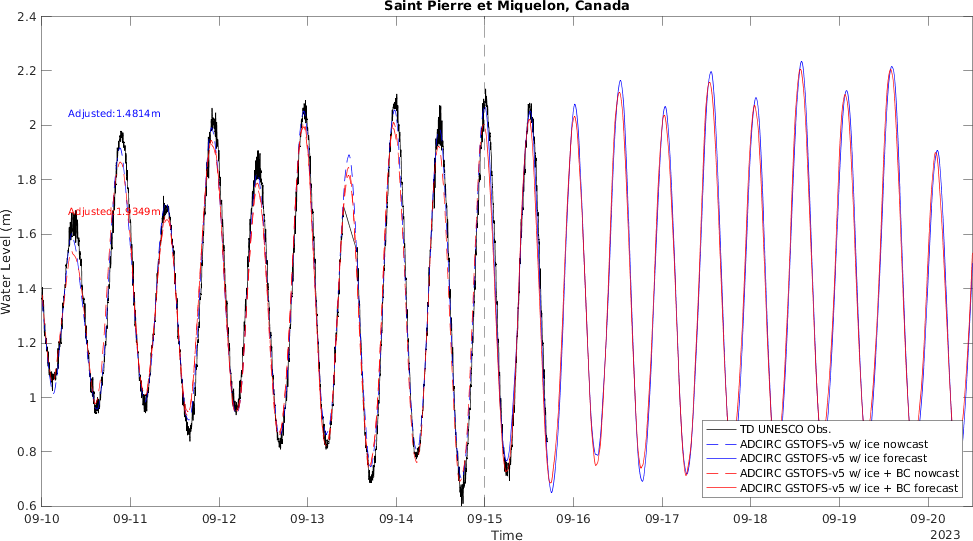 Saint Pierre et Miquelon, Canada
2.4
2.2
2
1.8
1.6
1.4
1.2
1
0.8
0.6
Water Level (m)
Adjusted:1.4814m
Adjusted:1.9349m
TD UNESCO Obs.
ADCIRC GSTOFS-v5 w/ ice nowcast
ADCIRC GSTOFS-v5 w/ ice forecast
ADCIRC GSTOFS-v5 w/ ice + BC nowcast
ADCIRC GSTOFS-v5 w/ ice + BC forecast
09-10 09-11 09-12 09-13 09-14 09-15 09-16 09-17 09-18 09-19 09-20
Time
2023